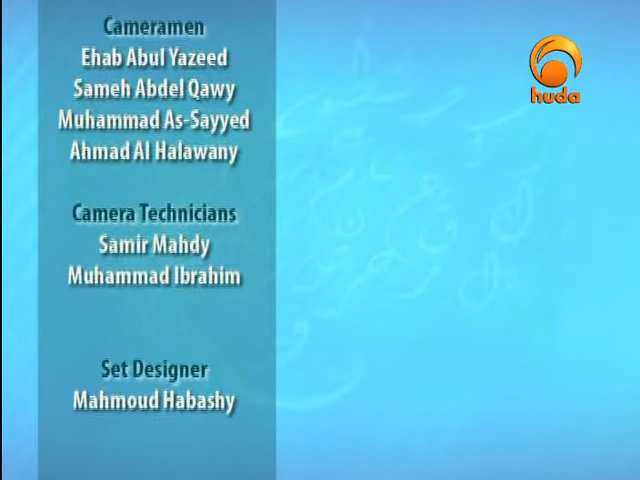 Cameramen
Ehab Abul Yazeed
Sameh Abdel Qawy
Muhammad As-Sayyed
Ahmad Al Halawany
Camera Technicians
Samir Mahdy
Muhammad Ibrahim
Set Designer
Mahmoud Habashy
huda